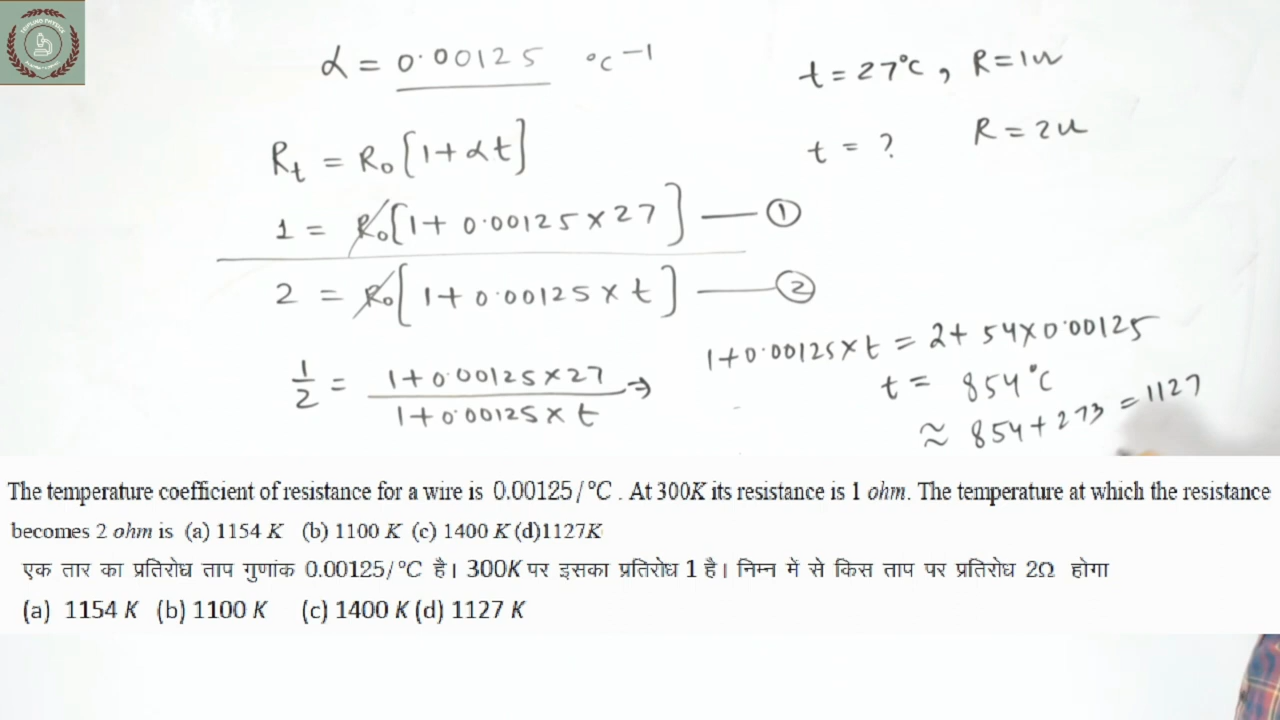 α = 0.00125 °c⁻¹
t = 27°c, R = 1Ω
t = ? R = 2Ω
Rt = R₀[1+αt]
1 = R₀[1+ 0.00125 × 27] —— ①
2 = R₀[1+0.00125 × t] —— ②
1/2 = 1+0.00125×27 / 1+0.00125×t →
1+0.00125×t = 2+ 54×0.00125
t = 854°c
≈ 854+273 = 1127
The temperature coefficient of resistance for a wire is 0.00125/°C . At 300K its resistance is 1 ohm. The temperature at which the resistance
becomes 2 ohm is (a) 1154 K (b) 1100 K (c) 1400 K (d)1127K
एक तार का प्रतिरोध ताप गुणांक 0.00125/°C है। 300K पर इसका प्रतिरोध 1 है। निम्न में से किस ताप पर प्रतिरोध 2Ω होगा
(a) 1154 K (b) 1100 K (c) 1400 K (d) 1127 K